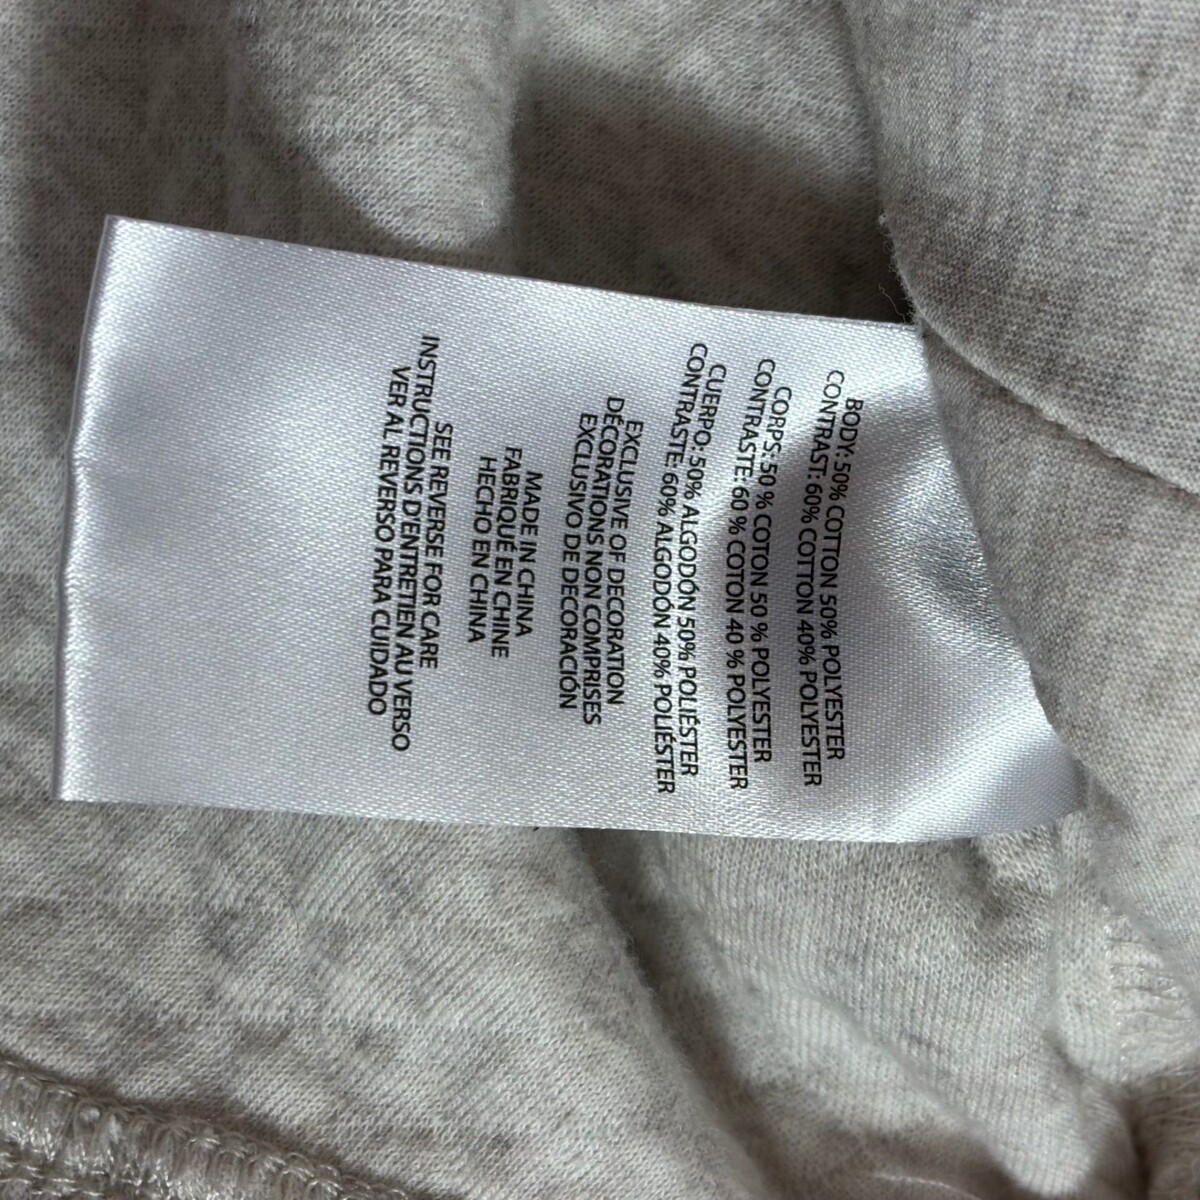 BODY: 50% COTTON 50% POLYESTER
CONTRAST: 60% COTTON 40% POLYESTER
CORPS: 50 % COTON 50 % POLYESTER
CONTRASTE: 60 % COTON 40 % POLYESTER
CUERPO: 50% ALGODÓN 50% POLIÉSTER
CONTRASTE: 60% ALGODÓN 40% POLIÉSTER
EXCLUSIVE OF DECORATION
DÉCORATIONS NON COMPRISES
EXCLUSIVO DE DECORACIÓN
MADE IN CHINA
FABRIQUÉ EN CHINE
HECHO EN CHINA
SEE REVERSE FOR CARE
INSTRUCTIONS D'ENTRETIEN AU VERSO
VER AL REVERSO PARA CUIDADO